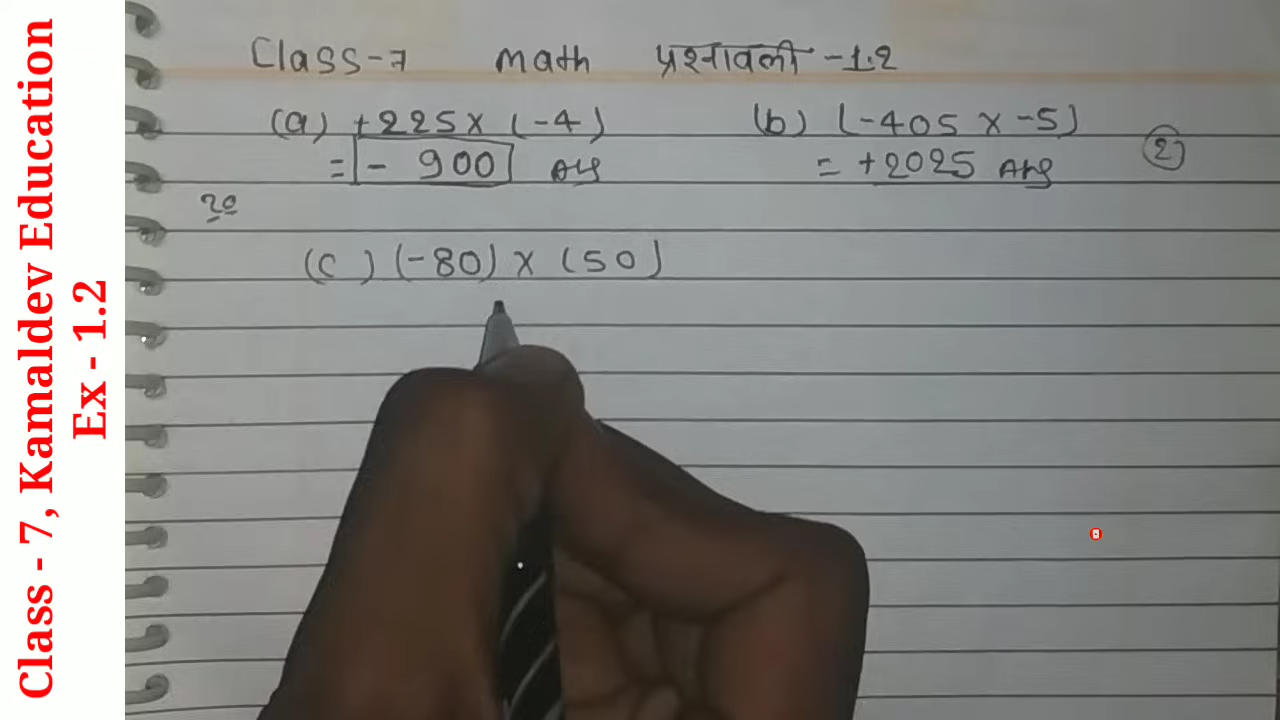 Class - 7, Kamaldev Education
Ex - 1.2
Class-7 math प्रश्नावली -1.2
(a) +225 x (-4) (b) (-405 x -5)
= - 900 Ans = +2025 Ans (2)
(c) (-80) x (50)